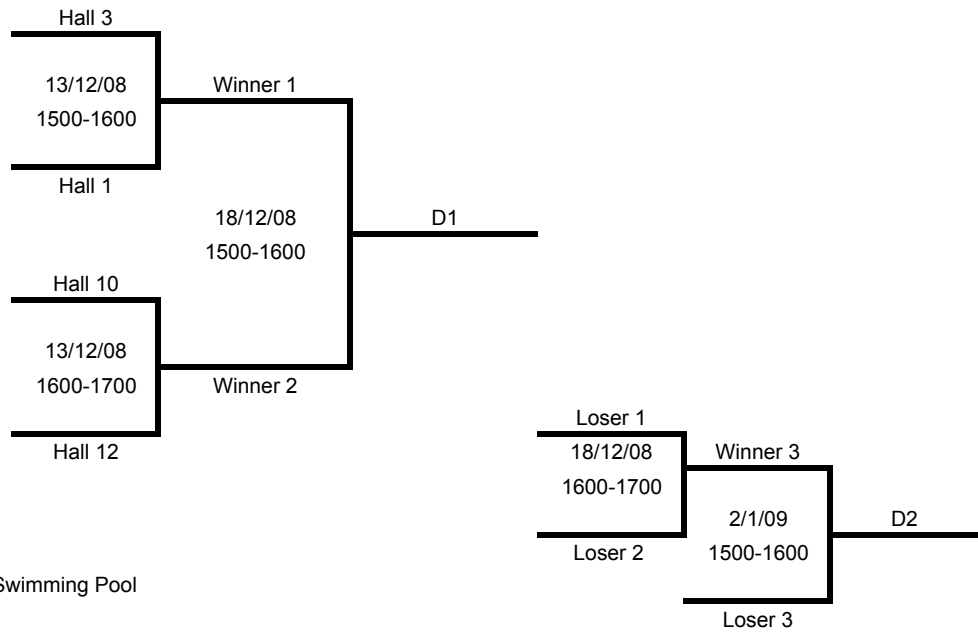 Hall 3
13/12/08
1500-1600
Hall 1
Winner 1
18/12/08
1500-1600
D1
Hall 10
13/12/08
1600-1700
Hall 12
Winner 2
Loser 1
18/12/08
1600-1700
Loser 2
Winner 3
2/1/09
1500-1600
D2
Loser 3
Swimming Pool